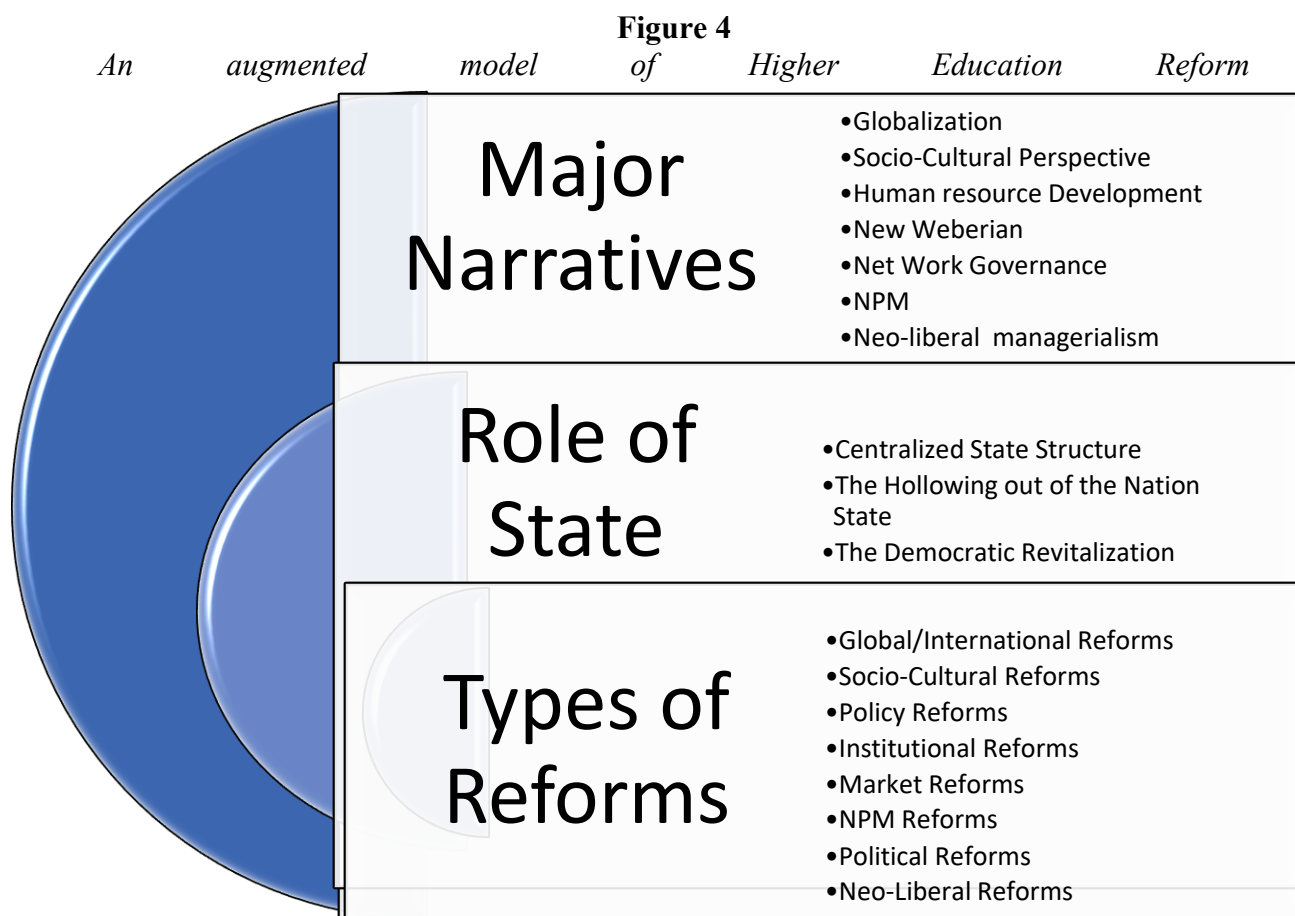 Figure 4
An augmented model of Higher Education Reform
Major
Narratives
•Globalization
•Socio-Cultural Perspective
•Human resource Development
•New Weberian
•Net Work Governance
•NPM
•Neo-liberal managerialism
Role of
State
•Centralized State Structure
•The Hollowing out of the Nation
State
•The Democratic Revitalization
Types of
Reforms
•Global/International Reforms
•Socio-Cultural Reforms
•Policy Reforms
•Institutional Reforms
•Market Reforms
•NPM Reforms
•Political Reforms
•Neo-Liberal Reforms